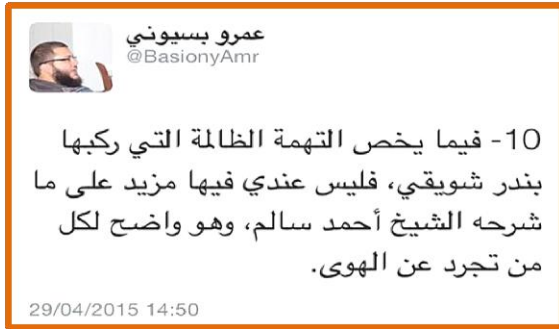 عمرو بسيوني
@BasionyAmr
10- فيما يخص التهمة الظالمة التي ركبها
بندر شويقي، فليس عندي فيها مزيد على ما
شرحه الشيخ أحمد سالم، وهو واضح لكل
من تجرد عن الهوى.
29/04/2015 14:50